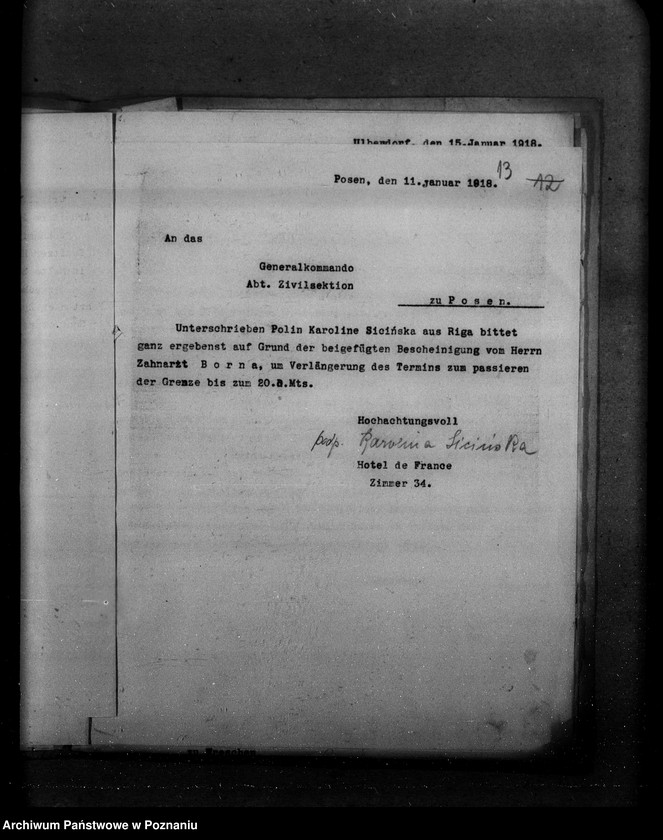 Ulbersdorf, den 15.Januar 1918.
Posen, den 11.januar 1918.
13
12
An das
Generalkommando
Abt. Zivilsektion
zu P o s e n.
Unterschrieben Polin Karoline Sicińska aus Riga bittet
ganz ergebenst auf Grund der beigefügten Bescheinigung vom Herrn
Zahnartt B o r n a, um Verlängerung des Termins zum passieren
der Grenze bis zum 20.d.Mts.
Hochachtungsvoll
podp. Karolina Sicińska
Hotel de France
Zimmer 34.
Archiwum Państwowe w Poznaniu